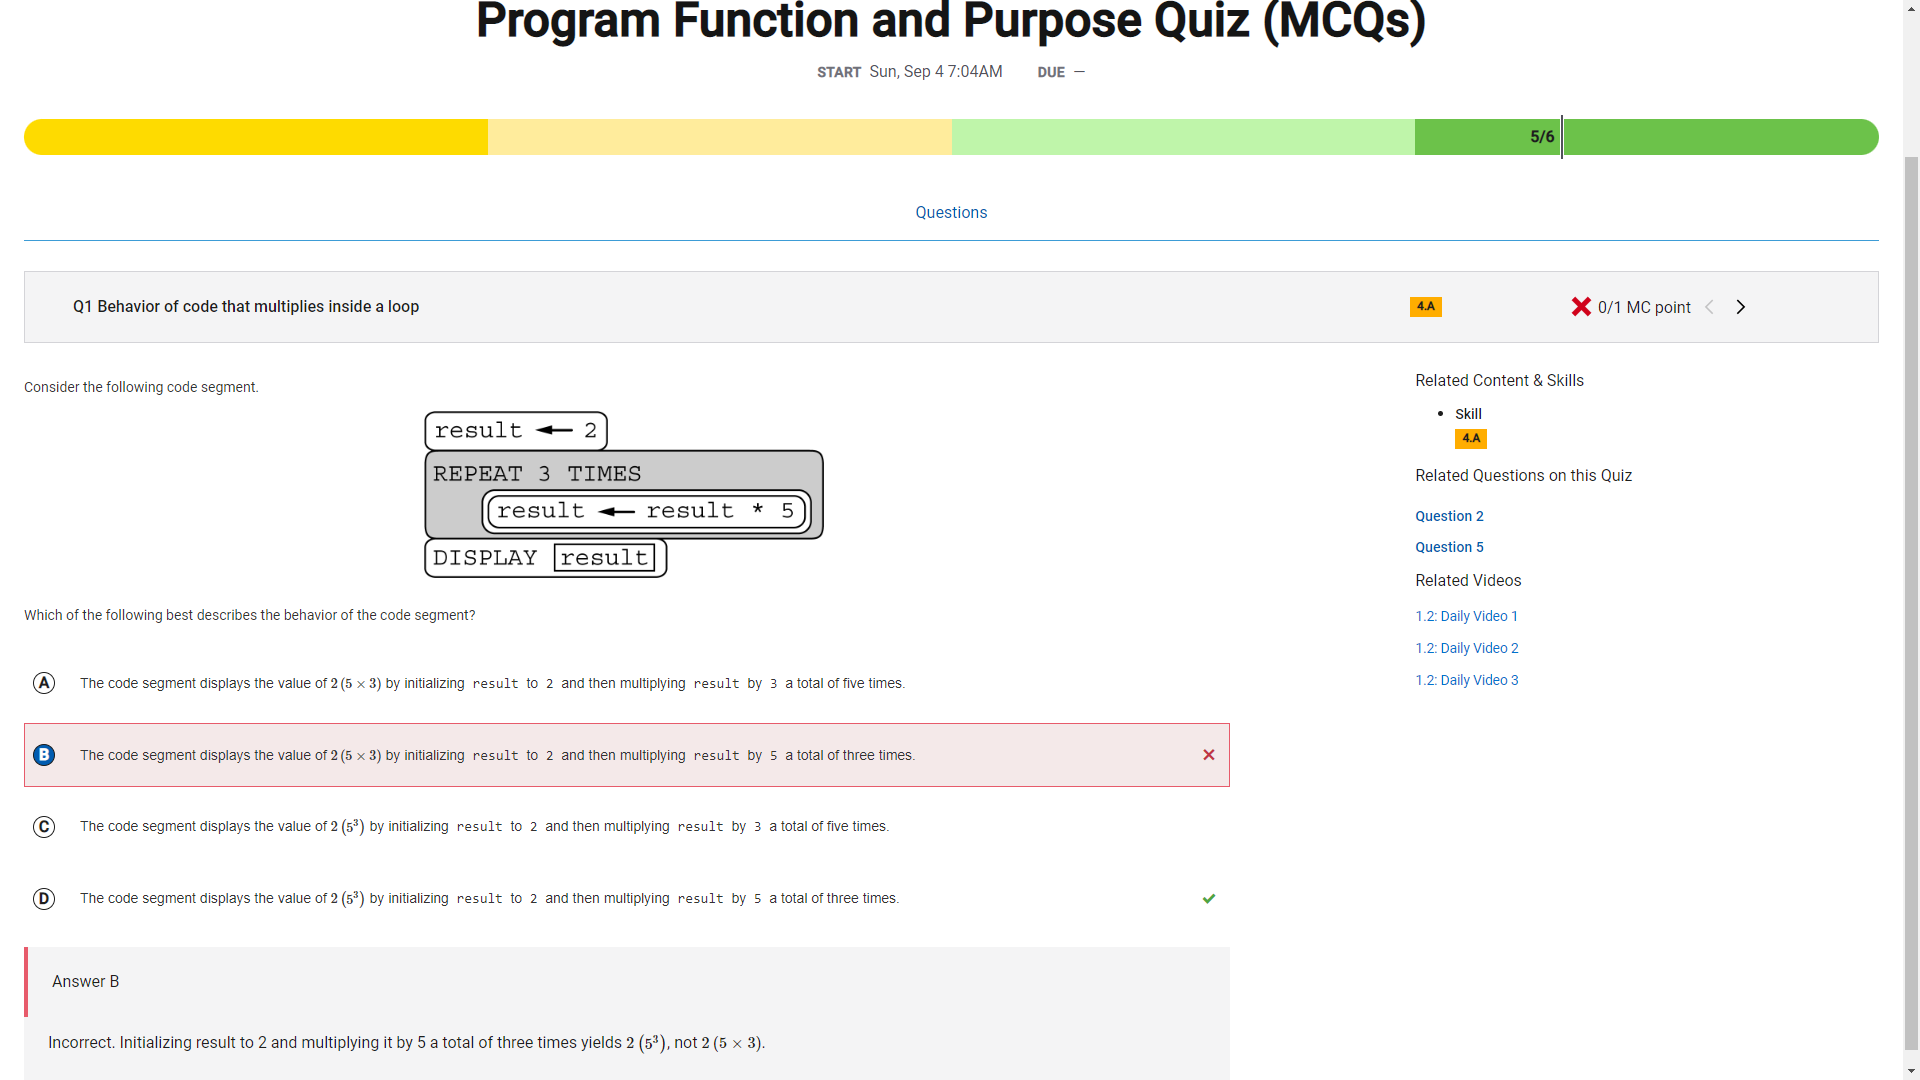 Program Function and Purpose Quiz (MCQs)
START Sun, Sep 4 7:04AM DUE —
5/6
Questions
Q1 Behavior of code that multiplies inside a loop 4.A 0/1 MC point
Consider the following code segment.
result ← 2
REPEAT 3 TIMES
result ← result * 5
DISPLAY result
Which of the following best describes the behavior of the code segment?
A The code segment displays the value of 2 (5 × 3) by initializing result to 2 and then multiplying result by 3 a total of five times.
B The code segment displays the value of 2 (5 × 3) by initializing result to 2 and then multiplying result by 5 a total of three times.
C The code segment displays the value of 2 (5³) by initializing result to 2 and then multiplying result by 3 a total of five times.
D The code segment displays the value of 2 (5³) by initializing result to 2 and then multiplying result by 5 a total of three times.
Answer B
Incorrect. Initializing result to 2 and multiplying it by 5 a total of three times yields 2 (5³), not 2 (5 × 3).
Related Content & Skills
• Skill
4.A
Related Questions on this Quiz
Question 2
Question 5
Related Videos
1.2: Daily Video 1
1.2: Daily Video 2
1.2: Daily Video 3